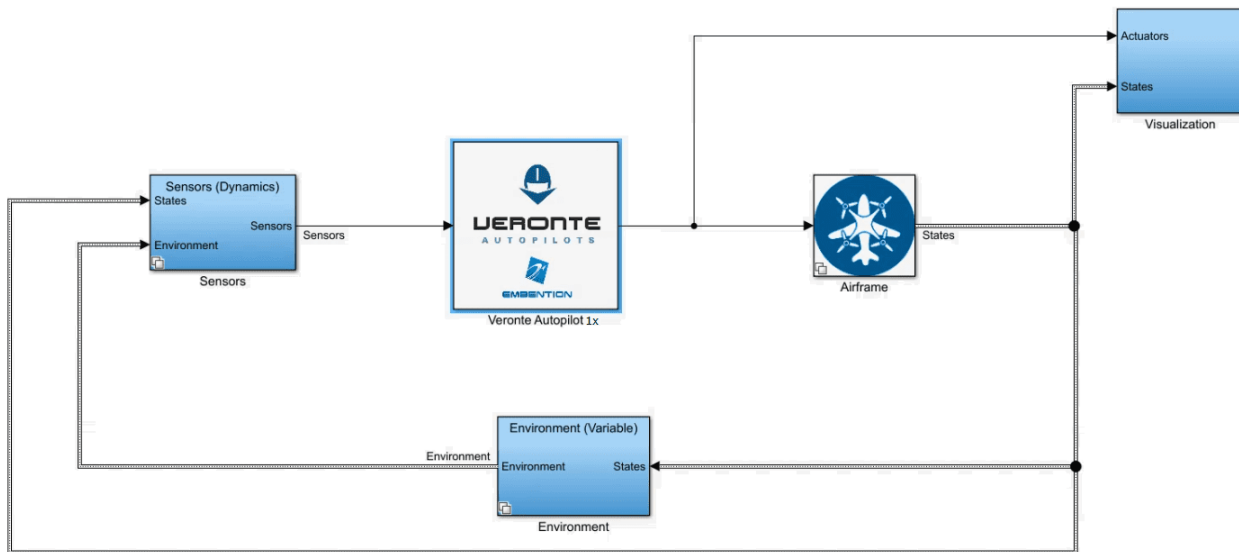 Actuators
States
Visualization
Sensors (Dynamics)
States
Sensors
Environment
Sensors
Sensors
VERONTE
AUTOPILOTS
EMBENTION
Veronte Autopilot 1x
States
Airframe
Environment (Variable)
Environment
Environment
States
Environment